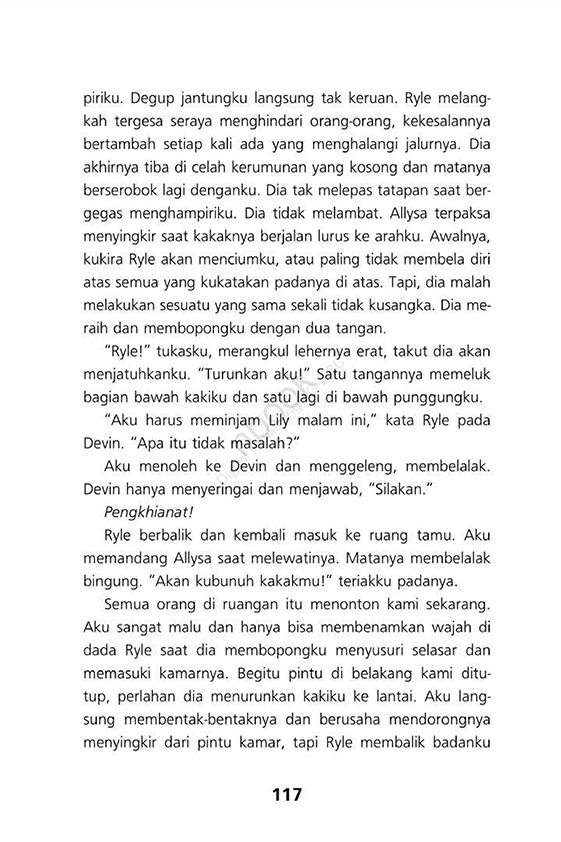 piriku. Degup jantungku langsung tak keruan. Ryle melang-
kah tergesa seraya menghindari orang-orang, kekesalannya
bertambah setiap kali ada yang menghalangi jalurnya. Dia
akhirnya tiba di celah kerumunan yang kosong dan matanya
berserobok lagi denganku. Dia tak melepas tatapan saat ber-
gegas menghampiriku. Dia tidak melambat. Allysa terpaksa
menyingkir saat kakaknya berjalan lurus ke arahku. Awalnya,
kukira Ryle akan menciumku, atau paling tidak membela diri
atas semua yang kukatakan padanya di atas. Tapi, dia malah
melakukan sesuatu yang sama sekali tidak kusangka. Dia me-
raih dan membopongku dengan dua tangan.
“Ryle!” tukasku, merangkul lehernya erat, takut dia akan
menjatuhkanku. “Turunkan aku!” Satu tangannya memeluk
bagian bawah kakiku dan satu lagi di bawah punggungku.
“Aku harus meminjam Lily malam ini,“ kata Ryle pada
Devin. “Apa itu tidak masalah?”
Aku menoleh ke Devin dan menggeleng, membelalak.
Devin hanya menyeringai dan menjawab, “Silakan.”
Pengkhianat!
Ryle berbalik dan kembali masuk ke ruang tamu. Aku
memandang Allysa saat melewatinya. Matanya membelalak
bingung. “Akan kubunuh kakakmu!” teriakku padanya.
Semua orang di ruangan itu menonton kami sekarang.
Aku sangat malu dan hanya bisa membenamkan wajah di
dada Ryle saat dia membopongku menyusuri selasar dan
memasuki kamarnya. Begitu pintu di belakang kami ditu-
tup, perlahan dia menurunkan kakiku ke lantai. Aku lang-
sung membentak-bentaknya dan berusaha mendorongnya
menyingkir dari pintu kamar, tapi Ryle membalik badanku
117